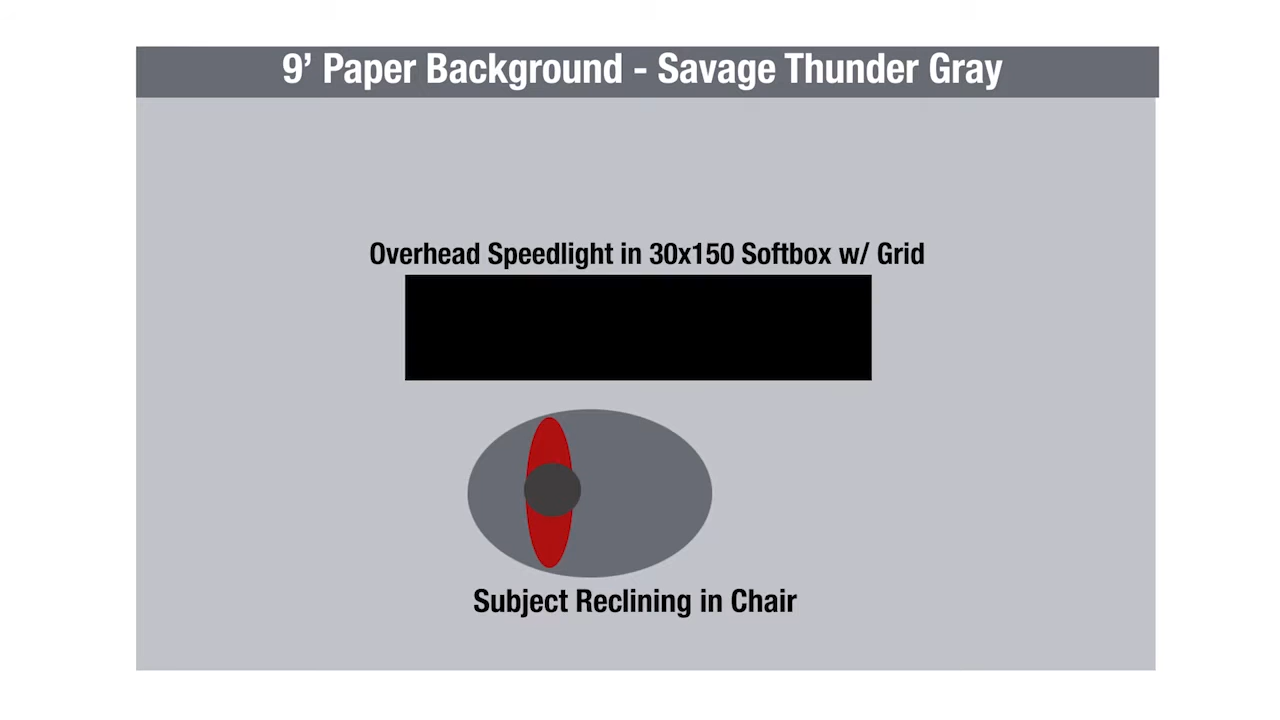 9’ Paper Background - Savage Thunder Gray
Overhead Speedlight in 30x150 Softbox w/ Grid
Subject Reclining in Chair